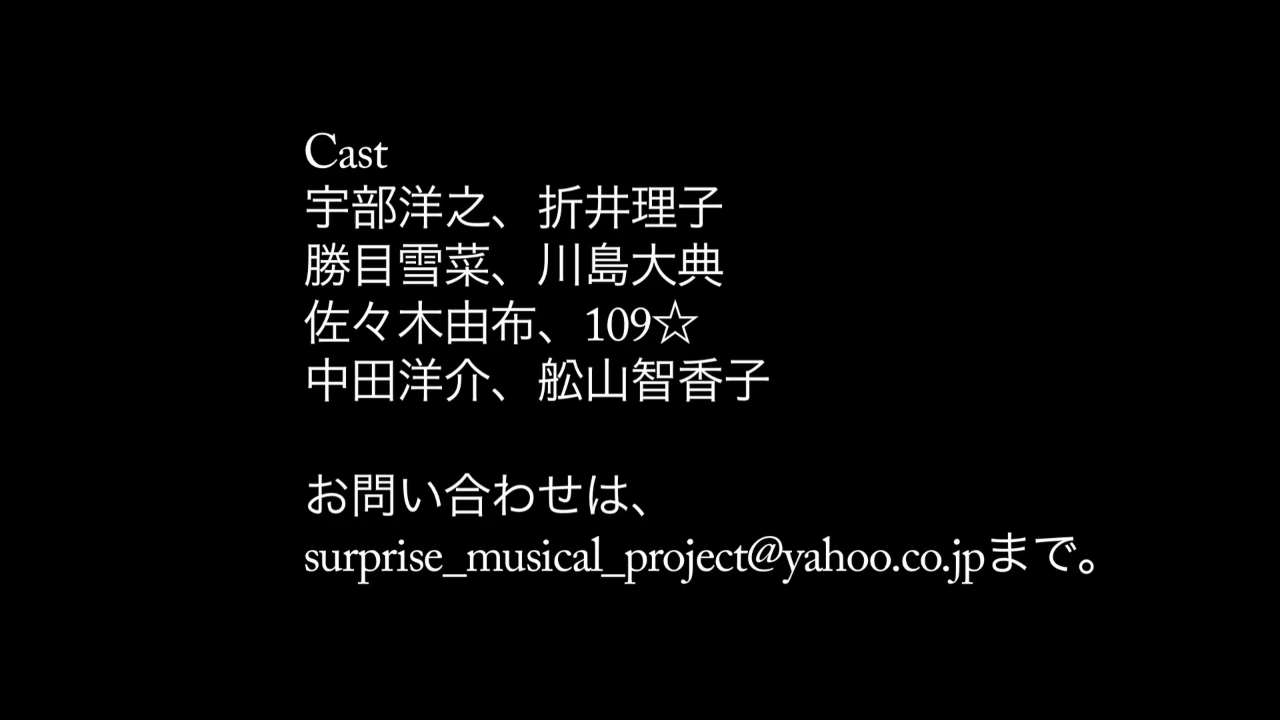 Cast
宇部洋之、折井理子
勝目雪菜、川島大典
佐々木由布、109☆
中田洋介、舩山智香子
お問い合わせは、
surprise_musical_project@yahoo.co.jpまで。